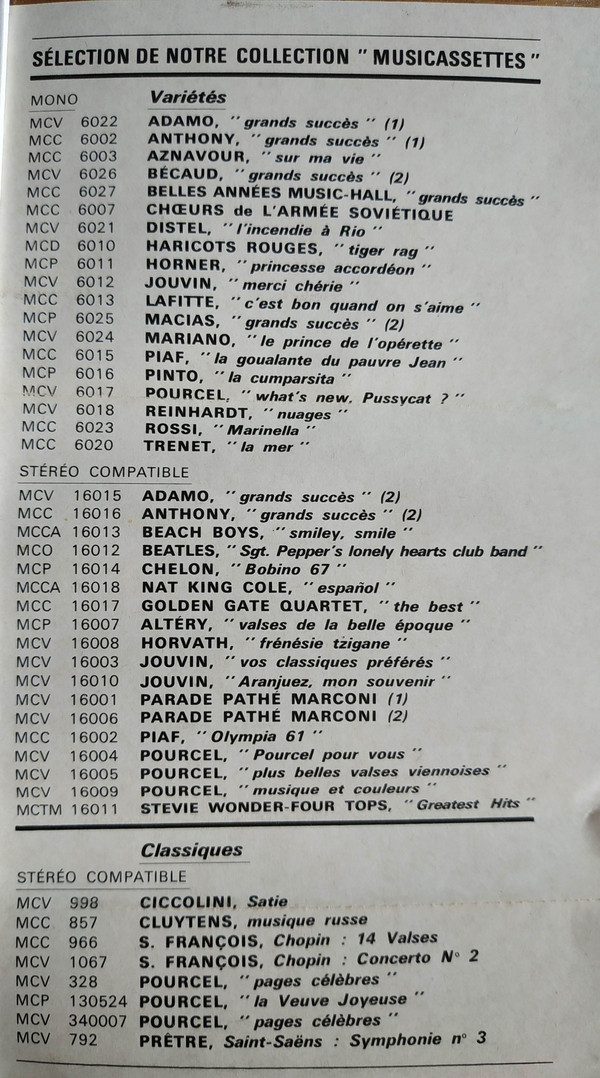 SÉLECTION DE NOTRE COLLECTION " MUSICASSETTES "
MONO Variétés
MCV 6022 ADAMO, " grands succès " (1)
MCC 6002 ANTHONY, " grands succès " (1)
MCC 6003 AZNAVOUR, " sur ma vie "
MCV 6026 BÉCAUD, " grands succès " (2)
MCC 6027 BELLES ANNÉES MUSIC-HALL, " grands succès "
MCC 6007 CHŒURS de L'ARMÉE SOVIÉTIQUE
MCV 6021 DISTEL, " l'incendie à Rio "
MCD 6010 HARICOTS ROUGES, " tiger rag "
MCP 6011 HORNER, " princesse accordéon "
MCV 6012 JOUVIN, " merci chérie "
MCC 6013 LAFITTE, " c'est bon quand on s'aime "
MCP 6025 MACIAS, " grands succès " (2)
MCV 6024 MARIANO, " le prince de l'opérette "
MCC 6015 PIAF, " la goualante du pauvre Jean "
MCP 6016 PINTO, " la cumparsita "
MCV 6017 POURCEL, " what's new, Pussycat ? "
MCV 6018 REINHARDT, " nuages "
MCC 6023 ROSSI, " Marinella "
MCC 6020 TRENET, " la mer "
STÉRÉO COMPATIBLE
MCV 16015 ADAMO, " grands succès " (2)
MCC 16016 ANTHONY, " grands succès " (2)
MCCA 16013 BEACH BOYS, " smiley, smile "
MCO 16012 BEATLES, " Sgt. Pepper's lonely hearts club band "
MCP 16014 CHELON, " Bobino 67 "
MCCA 16018 NAT KING COLE, " español "
MCC 16017 GOLDEN GATE QUARTET, " the best "
MCP 16007 ALTÉRY, " valses de la belle époque "
MCV 16008 HORVATH, " frénésie tzigane "
MCV 16003 JOUVIN, " vos classiques préférés "
MCV 16010 JOUVIN, " Aranjuez, mon souvenir "
MCV 16001 PARADE PATHÉ MARCONI (1)
MCV 16006 PARADE PATHÉ MARCONI (2)
MCC 16002 PIAF, " Olympia 61 "
MCV 16004 POURCEL, " Pourcel pour vous "
MCV 16005 POURCEL, " plus belles valses viennoises "
MCV 16009 POURCEL, " musique et couleurs "
MCTM 16011 STEVIE WONDER-FOUR TOPS, " Greatest Hits "
Classiques
STÉRÉO COMPATIBLE
MCV 998 CICCOLINI, Satie
MCC 857 CLUYTENS, musique russe
MCC 966 S. FRANÇOIS, Chopin : 14 Valses
MCV 1067 S. FRANÇOIS, Chopin : Concerto N° 2
MCV 328 POURCEL, " pages célèbres "
MCP 130524 POURCEL, " la Veuve Joyeuse "
MCV 340007 POURCEL, " pages célèbres "
MCV 792 PRÊTRE, Saint-Saëns : Symphonie n° 3